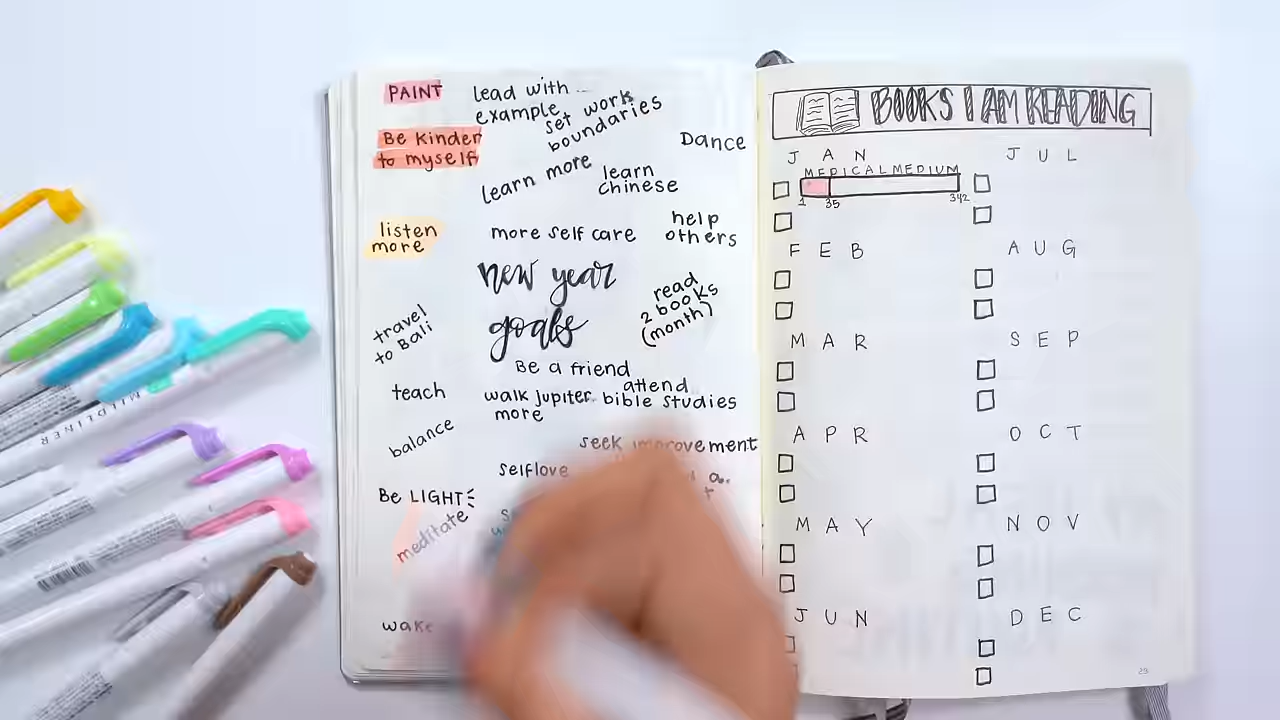 PAINT
lead with
example
set work
boundaries
Be Kinder
to myself
Dance
learn more
learn
chinese
listen
more
more self care
help
others
new year
goals
read
2 books
(month)
travel
to Bali
Be a friend
teach
walk jupiter
more
attend
bible studies
balance
seek improvement
selflove
Be LIGHT
meditate
wake
MILDLINER
BOOKS I AM READING
JAN
MEDICAL MEDIUM
1 35 342
FEB
MAR
APR
MAY
JUN
JUL
AUG
SEP
OCT
NOV
DEC